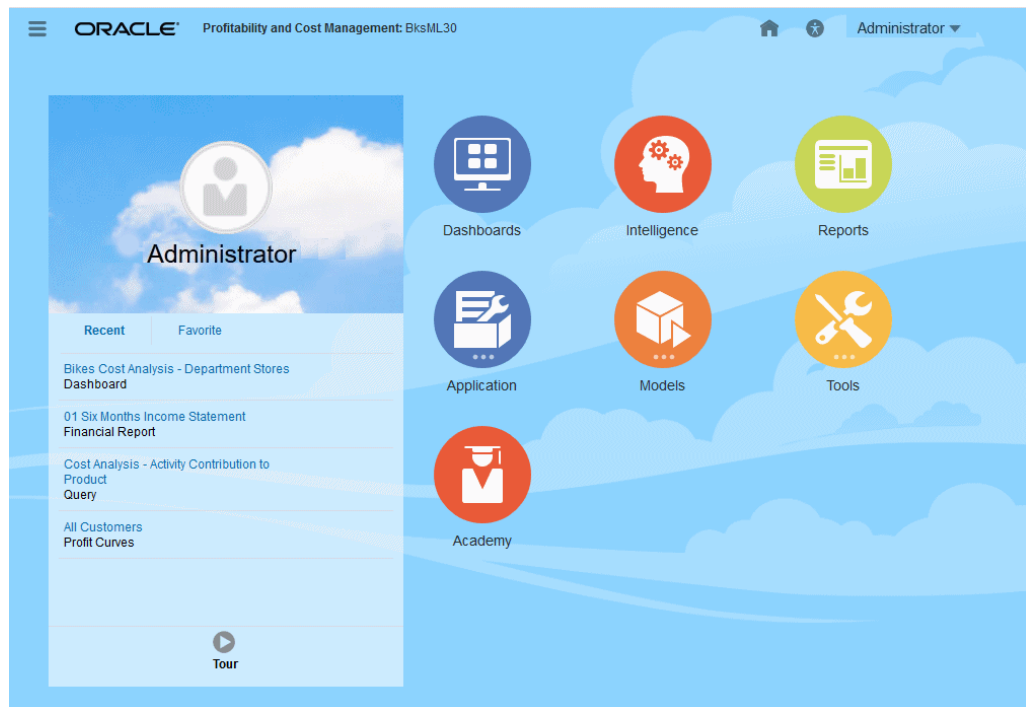 ORACLE® Profitability and Cost Management: BksML30 Administrator
Administrator
Recent Favorite
Bikes Cost Analysis - Department Stores
Dashboard
01 Six Months Income Statement
Financial Report
Cost Analysis - Activity Contribution to
Product
Query
All Customers
Profit Curves
Tour
Dashboards Intelligence Reports
Application Models Tools
Academy